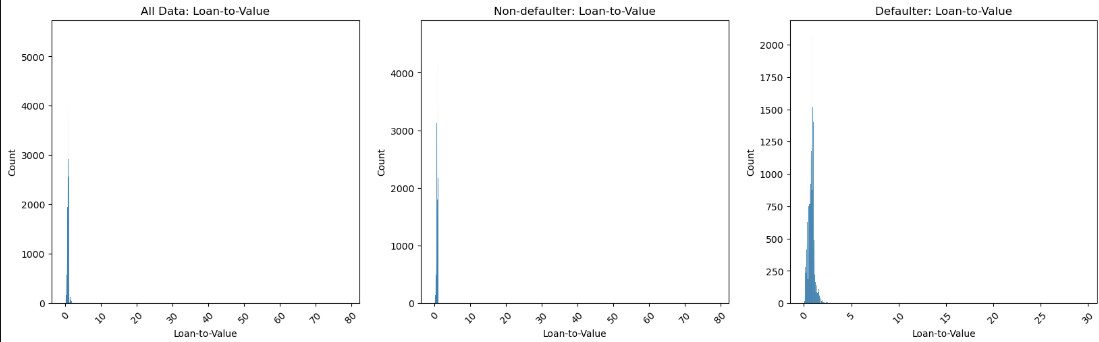 All Data: Loan-to-Value
5000
4000
3000
2000
1000
0
Count
0 10 20 30 40 50 60 70 80
Loan-to-Value
Non-defaulter: Loan-to-Value
4000
3000
2000
1000
0
Count
0 10 20 30 40 50 60 70 80
Loan-to-Value
Defaulter: Loan-to-Value
2000
1750
1500
1250
1000
750
500
250
0
Count
0 5 10 15 20 25 30
Loan-to-Value